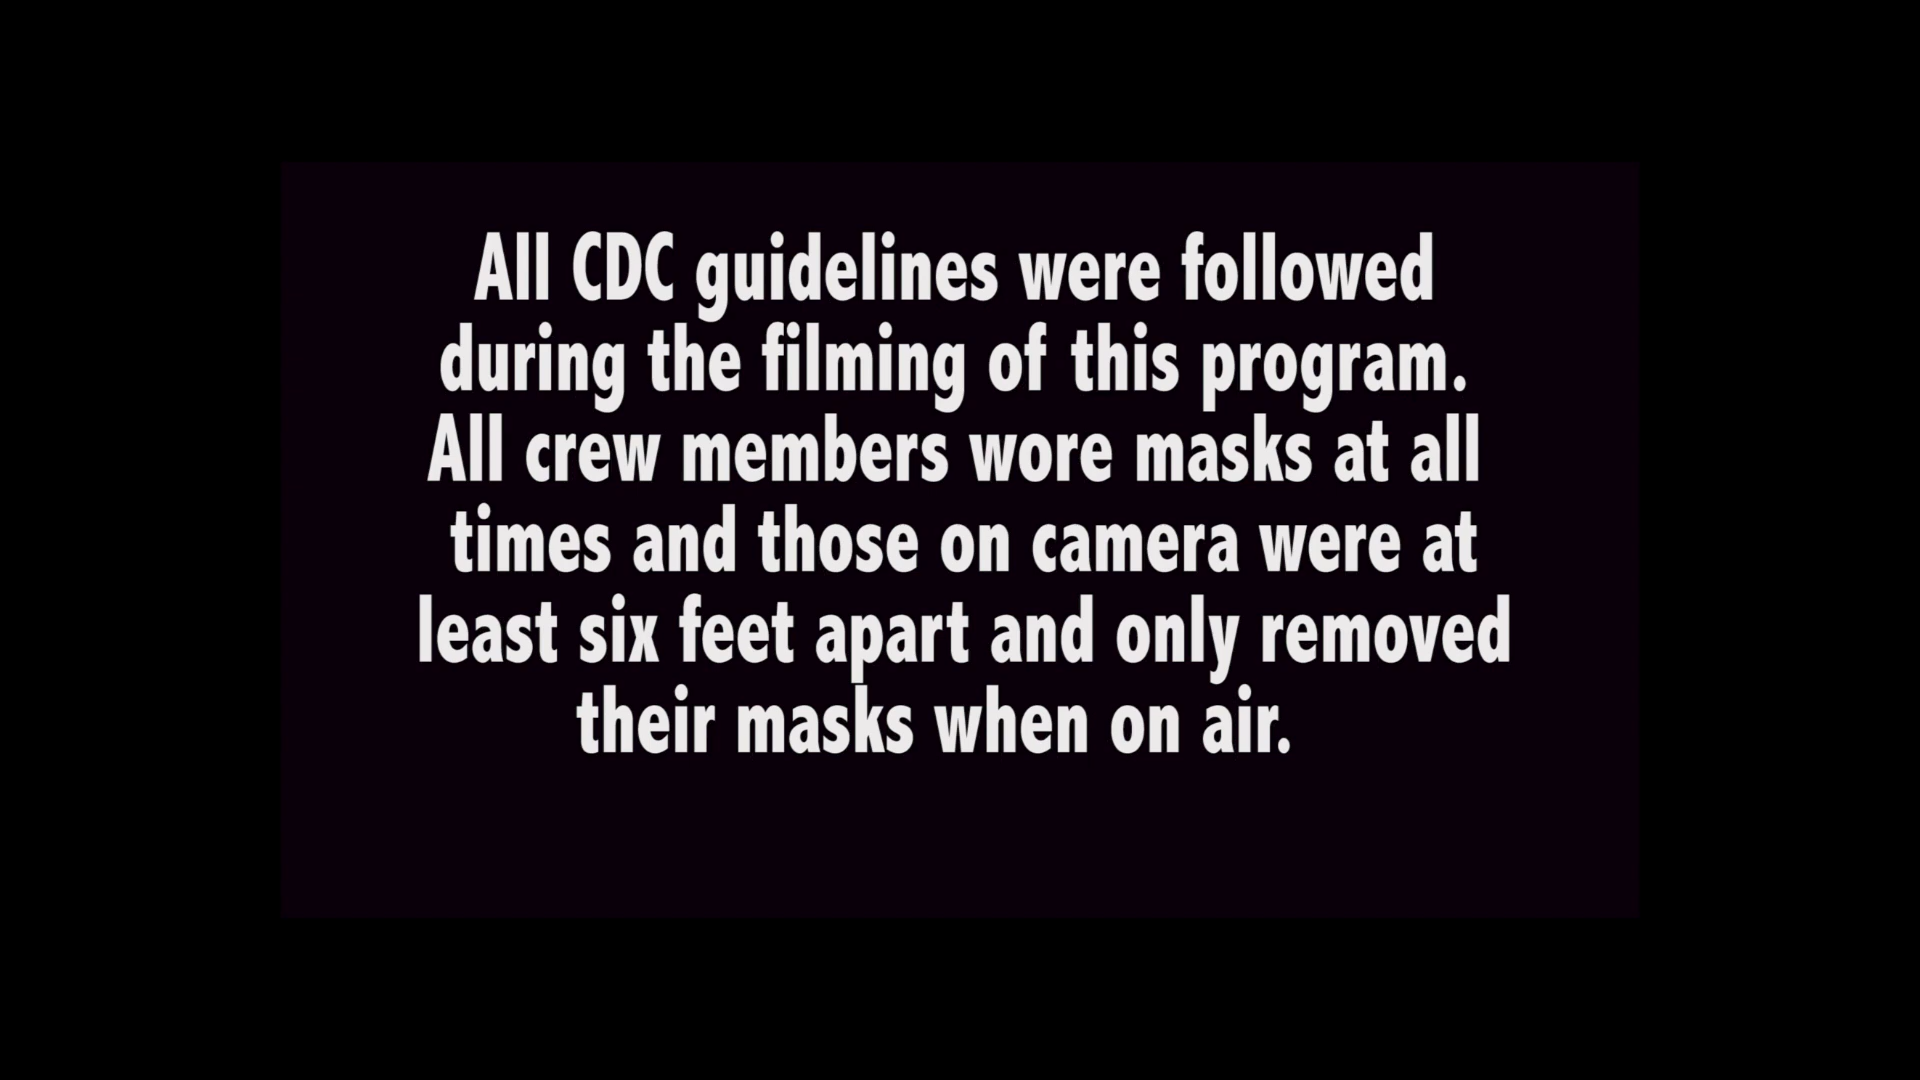 All CDC guidelines were followed
during the filming of this program.
All crew members wore masks at all
times and those on camera were at
least six feet apart and only removed
their masks when on air.